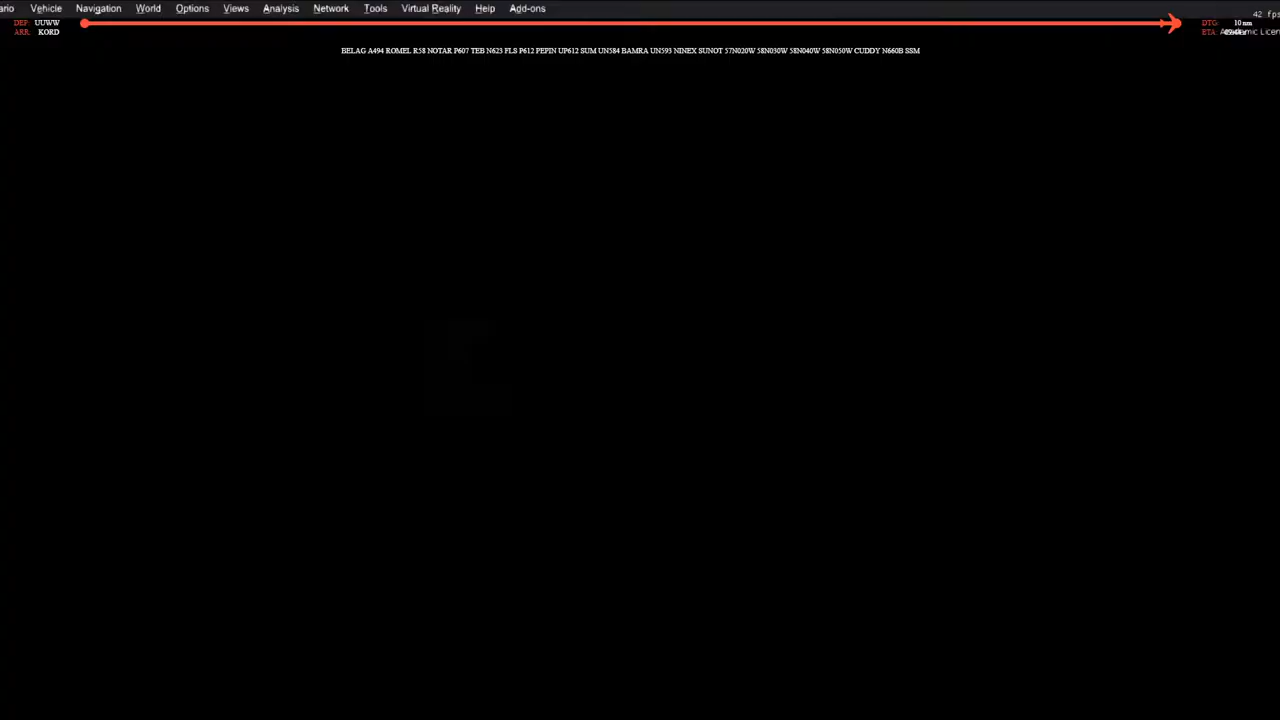 ario Vehicle Navigation World Options Views Analysis Network Tools Virtual Reality Help Add-ons
42 fps
DEP: UUWW
DTG: 10 nm
ARR: KORD
ETA:
BELAG A494 ROMEL R58 NOTAR P607 TEB N623 FLS P612 PEPIN UP612 SUM UN584 BAMRA UN593 NINEX SUNOT 57N020W 58N030W 58N040W 58N050W CUDDY N660B SSM